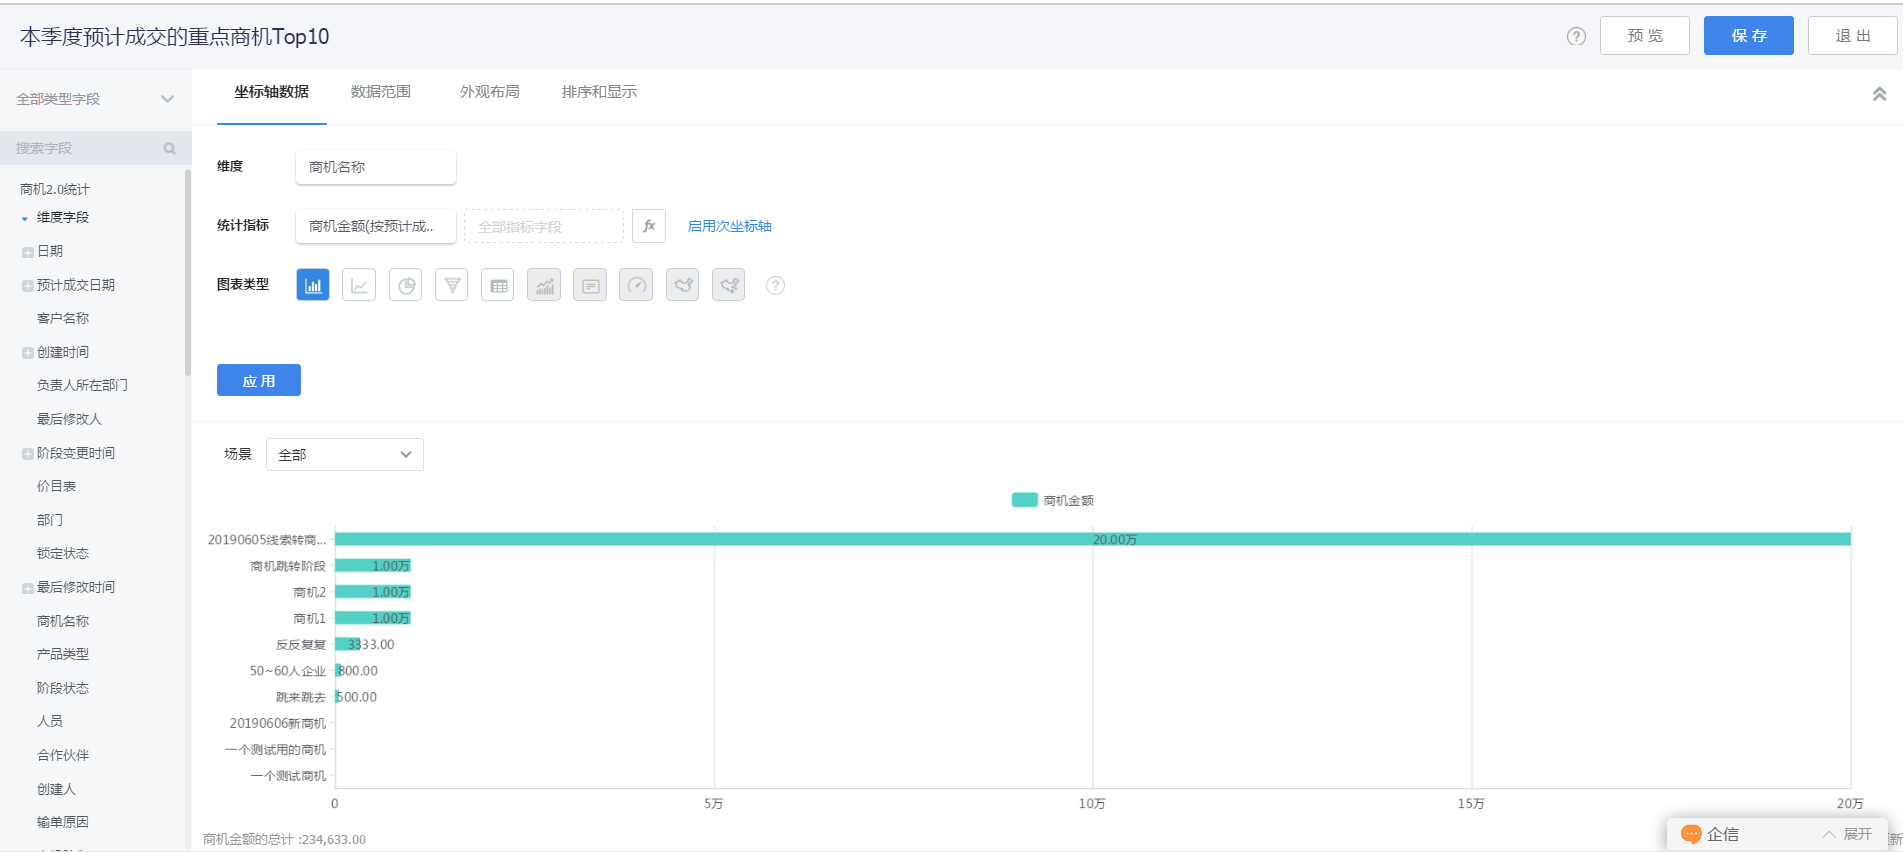 本季度预计成交的重点商机Top10
预 览
保 存
退 出
全部类型字段
搜索字段
商机2.0统计
维度字段
日期
预计成交日期
客户名称
创建时间
负责人所在部门
最后修改人
阶段变更时间
价目表
部门
锁定状态
最后修改时间
商机名称
产品类型
阶段状态
人员
合作伙伴
创建人
输单原因
坐标轴数据
数据范围
外观布局
排序和显示
维度
商机名称
统计指标
商机金额(按预计成...
全部指标字段
fx
启用次坐标轴
图表类型
应 用
场景
全部
商机金额
20190605线索转商...
20.00万
商机跳转阶段
1.00万
商机2
1.00万
商机1
1.00万
反反复复
3333.00
50~60人企业
800.00
跳来跳去
500.00
20190606新商机
一个测试用的商机
一个测试商机
0
5万
10万
15万
20万
商机金额的总计 :234,633.00
企信
展开
新